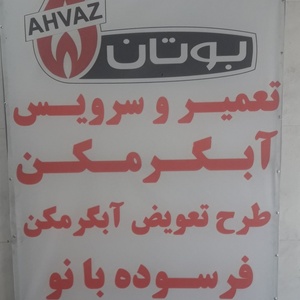 AHVAZ
بوتان
تعمیر و سرویس
آبگرمکن
طرح تعویض آبگرمکن
فرسوده با نو